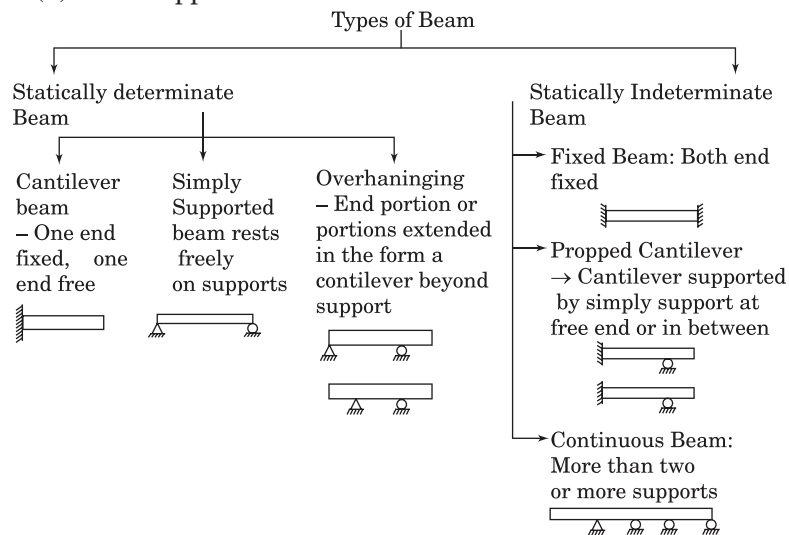 Types of Beam
Statically determinate
Beam
Cantilever
beam
– One end
fixed, one
end free
Simply
Supported
beam rests
freely
on supports
Overhaninging
– End portion or
portions extended
in the form a
contilever beyond
support
Statically Indeterminate
Beam
Fixed Beam: Both end
fixed
Propped Cantilever
→ Cantilever supported
by simply support at
free end or in between
Continuous Beam:
More than two
or more supports